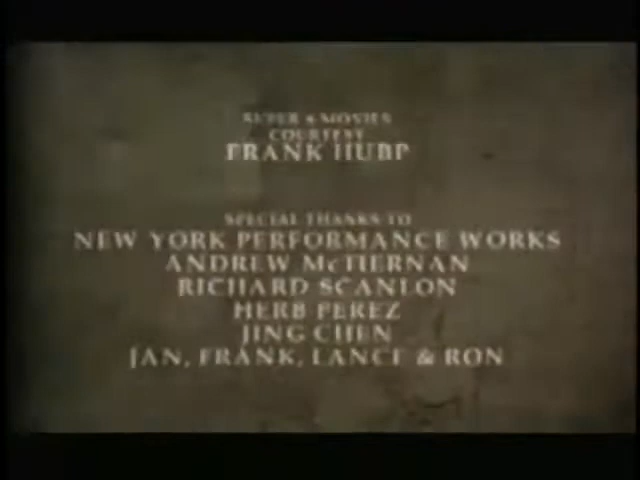 SUPER 8 MOVIES
COURTESY
FRANK HUBP
SPECIAL THANKS TO
NEW YORK PERFORMANCE WORKS
ANDREW McTIERNAN
RICHARD SCANLON
HERB PEREZ
JING CHEN
JAN, FRANK, LANCE & RON